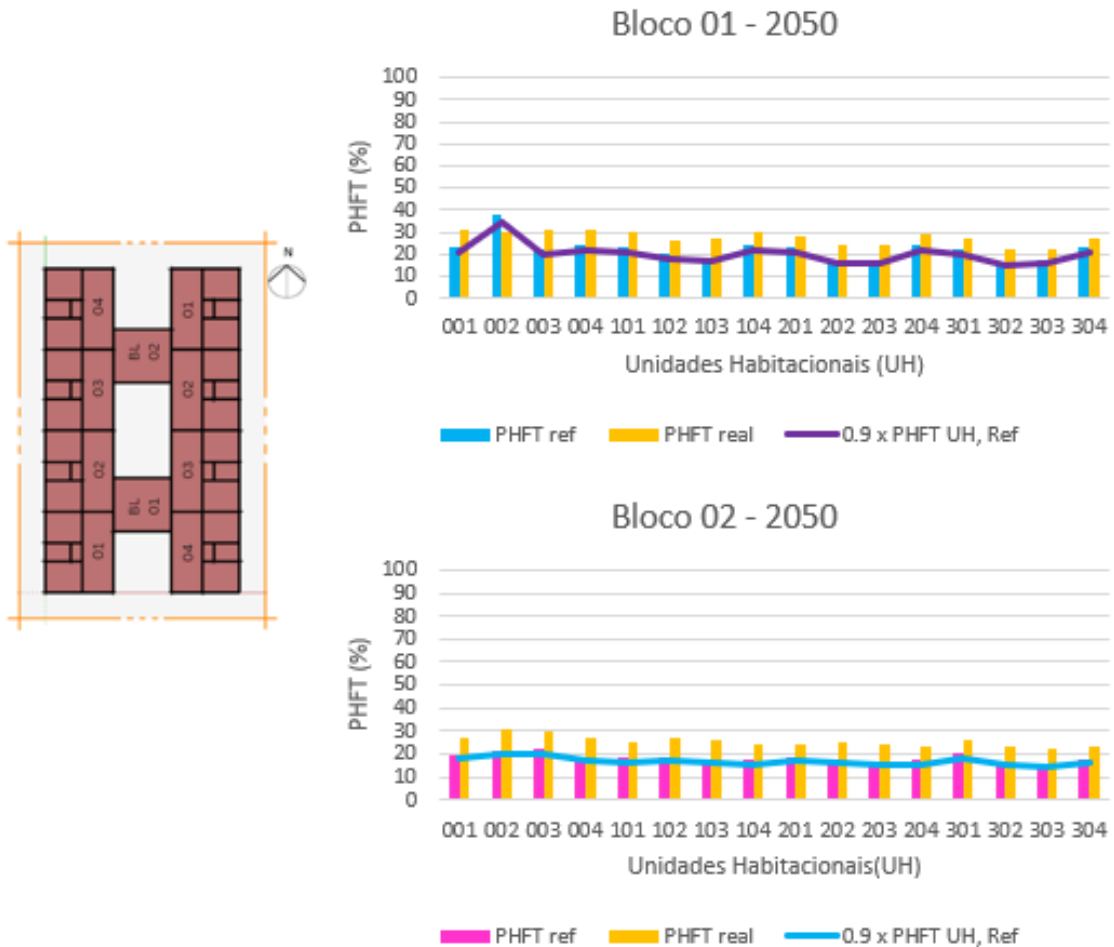 Bloco 01 - 2050
PHFT (%)
100
90
80
70
60
50
40
30
20
10
0
001 002 003 004 101 102 103 104 201 202 203 204 301 302 303 304
Unidades Habitacionais (UH)
PHFT ref PHFT real 0.9 x PHFT UH, Ref
N
04 01
BL 02
03 02
02 03
BL 01
01 04
Bloco 02 - 2050
PHFT (%)
100
90
80
70
60
50
40
30
20
10
0
001 002 003 004 101 102 103 104 201 202 203 204 301 302 303 304
Unidades Habitacionais(UH)
PHFT ref PHFT real 0.9 x PHFT UH, Ref